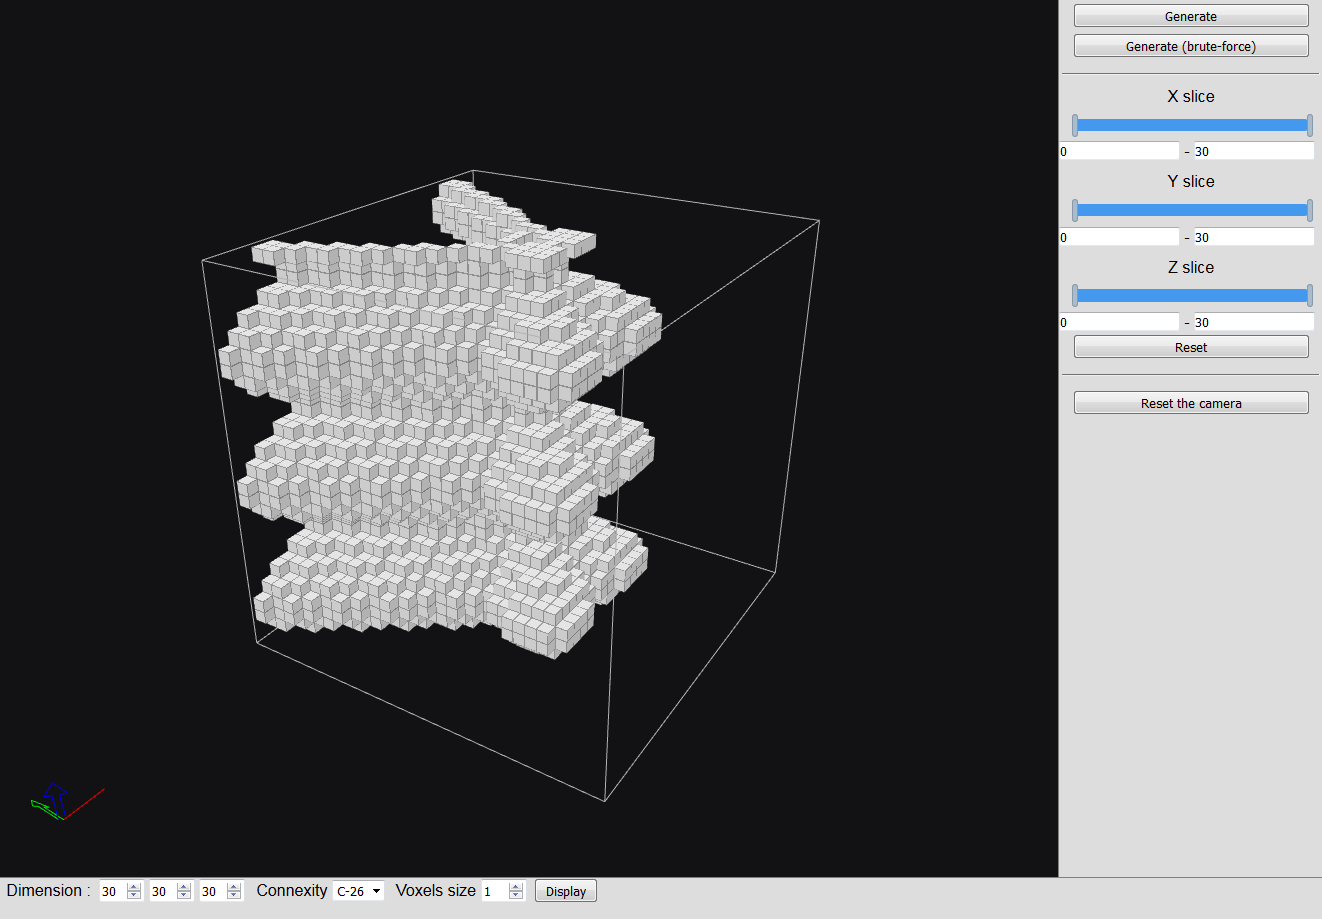 Generate
Generate (brute-force)
X slice
0 - 30
Y slice
0 - 30
Z slice
0 - 30
Reset
Reset the camera
Dimension : 30 30 30 Connexity C-26 Voxels size 1 Display